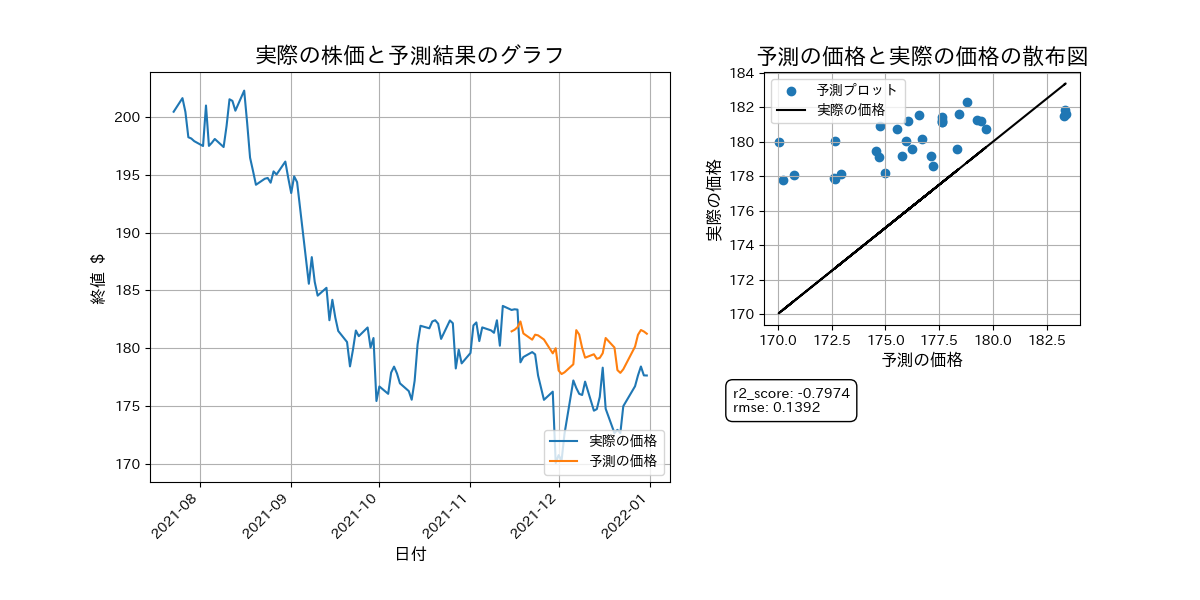 実際の株価と予測結果のグラフ
200
195
190
185
180
175
170
終値 $
2021-08
2021-09
2021-10
2021-11
2021-12
2022-01
日付
実際の価格
予測の価格
予測の価格と実際の価格の散布図
予測プロット
実際の価格
184
182
180
178
176
174
172
170
実際の価格
170.0
172.5
175.0
177.5
180.0
182.5
予測の価格
r2_score: -0.7974
rmse: 0.1392